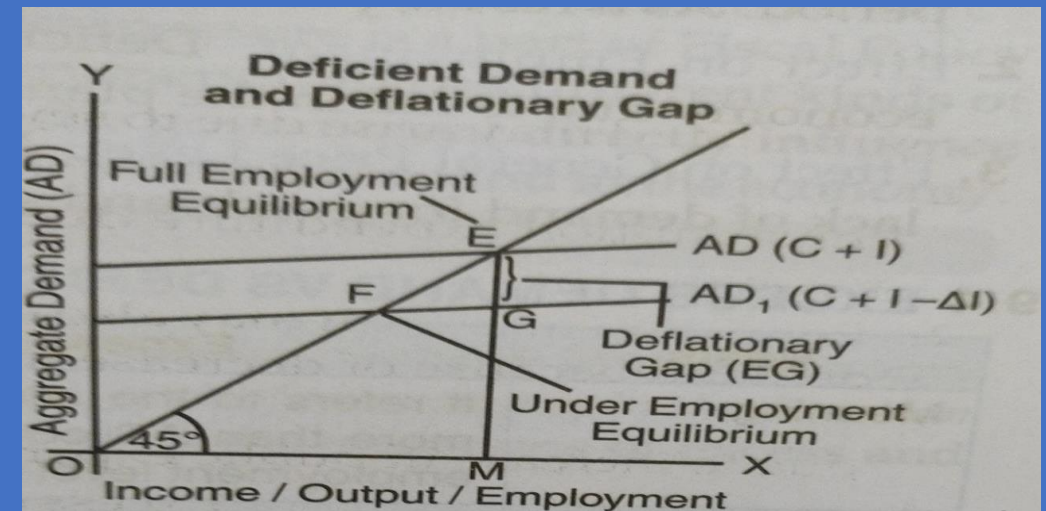 Deficient Demand
and Deflationary Gap
Y
Aggregate Demand (AD)
Full Employment
Equilibrium
E
AD (C + I)
F
AD₁ (C + I – ΔI)
G
Deflationary
Gap (EG)
Under Employment
Equilibrium
45°
O
M
X
Income / Output / Employment